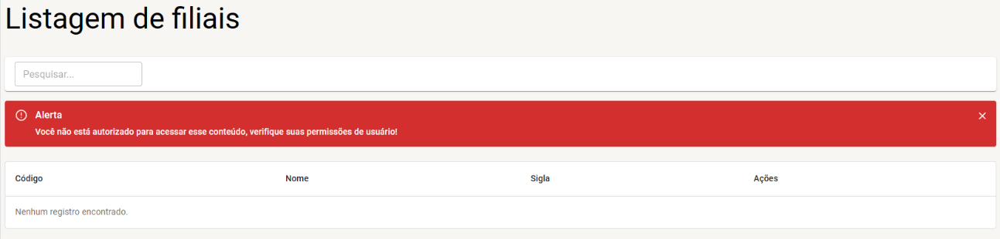 Listagem de filiais
Pesquisar...
Alerta
Você não está autorizado para acessar esse conteúdo, verifique suas permissões de usuário!
Código Nome Sigla Ações
Nenhum registro encontrado.